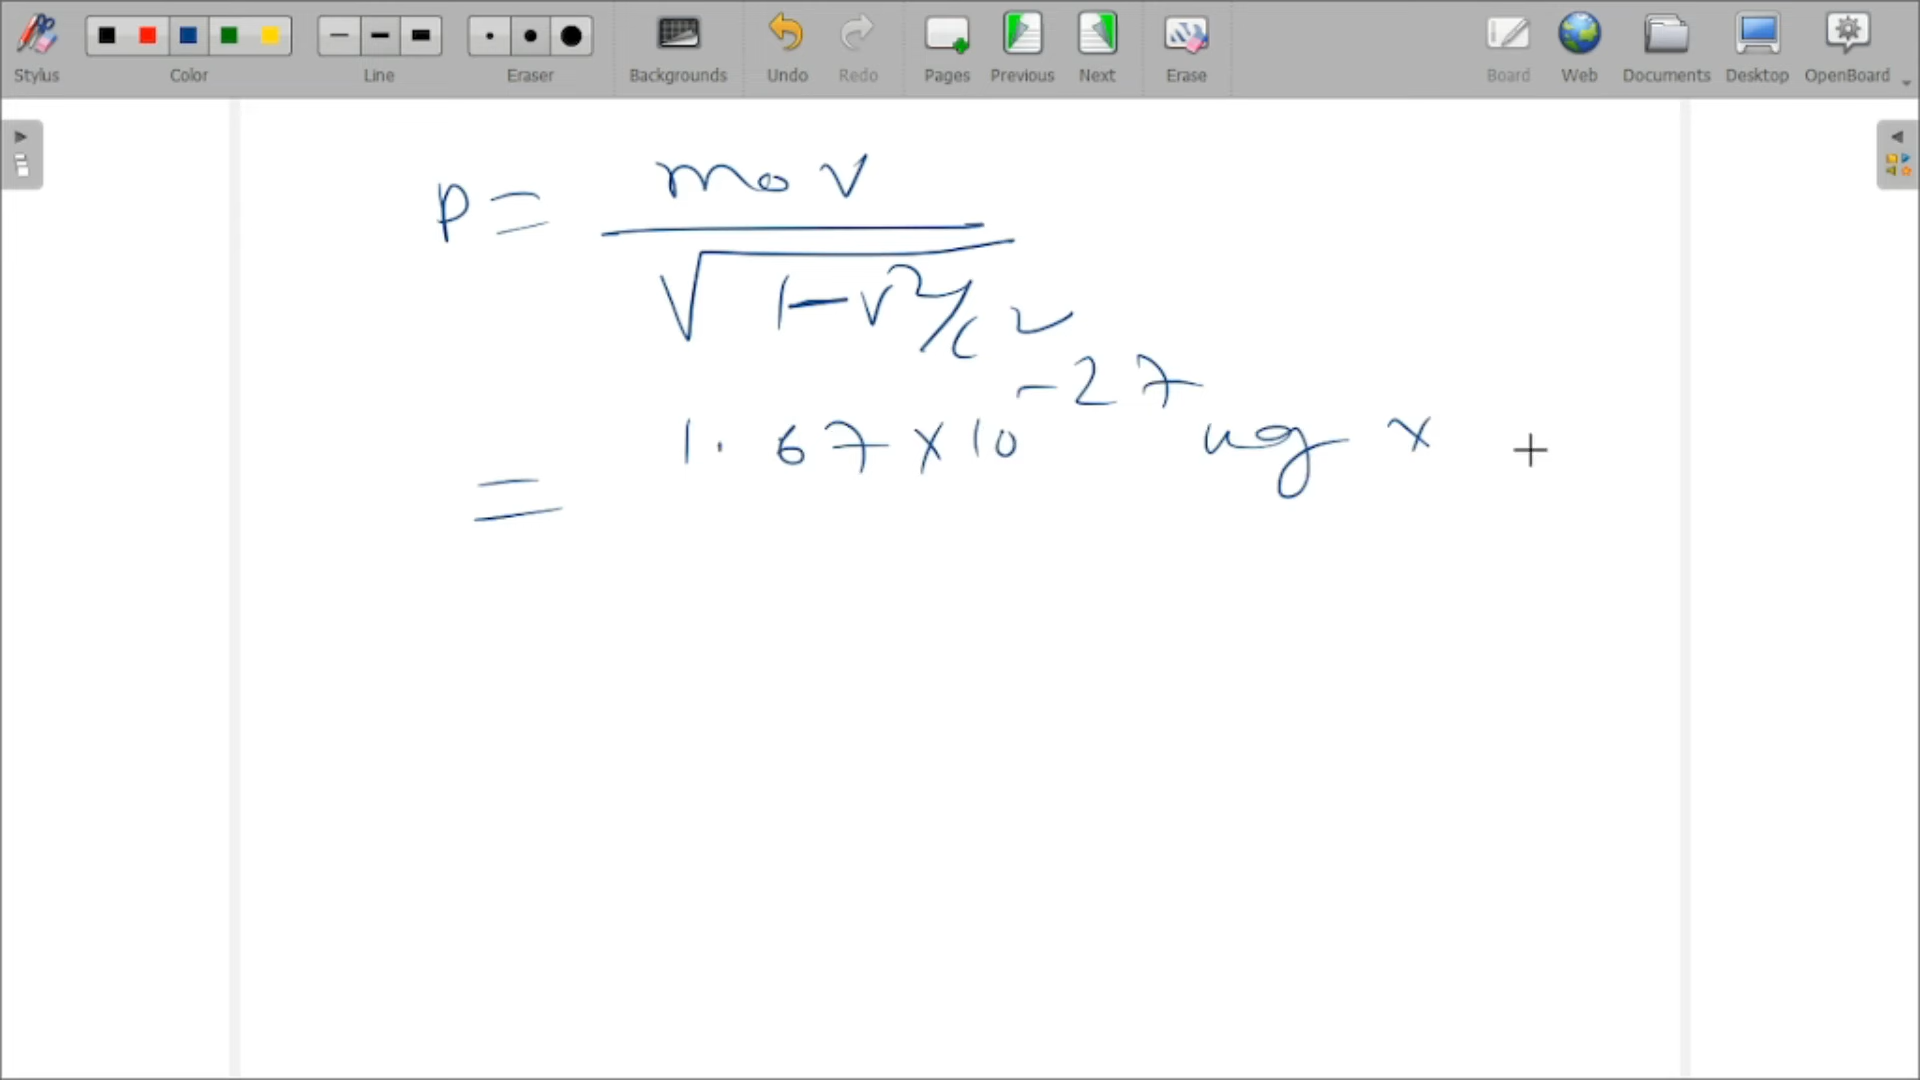 Stylus Color Line Eraser Backgrounds Undo Redo Pages Previous Next Erase Board Web Documents Desktop OpenBoard
p = m₀ v
√1-v²/c²
= 1.67 × 10⁻²⁷ kg ×